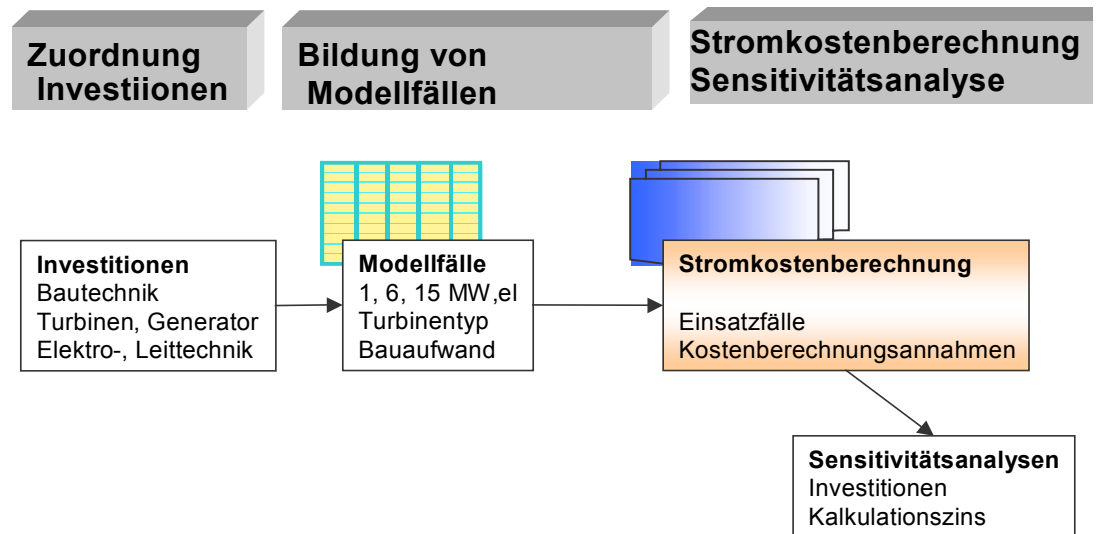 Zuordnung
Investiionen
Bildung von
Modellfällen
Stromkostenberechnung
Sensitivitätsanalyse
Investitionen
Bautechnik
Turbinen, Generator
Elektro-, Leittechnik
Modellfälle
1, 6, 15 MW,el
Turbinentyp
Bauaufwand
Stromkostenberechnung
Einsatzfälle
Kostenberechnungsannahmen
Sensitivitätsanalysen
Investitionen
Kalkulationszins